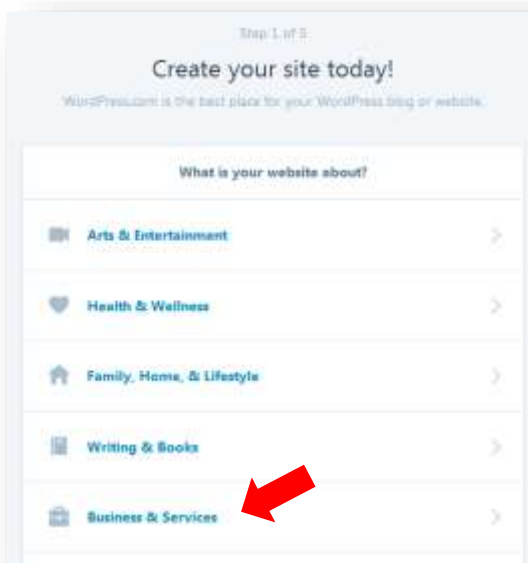 Step 1 of 5
Create your site today!
WordPress.com is the best place for your WordPress blog or website.
What is your website about?
Arts & Entertainment
Health & Wellness
Family, Home, & Lifestyle
Writing & Books
Business & Services